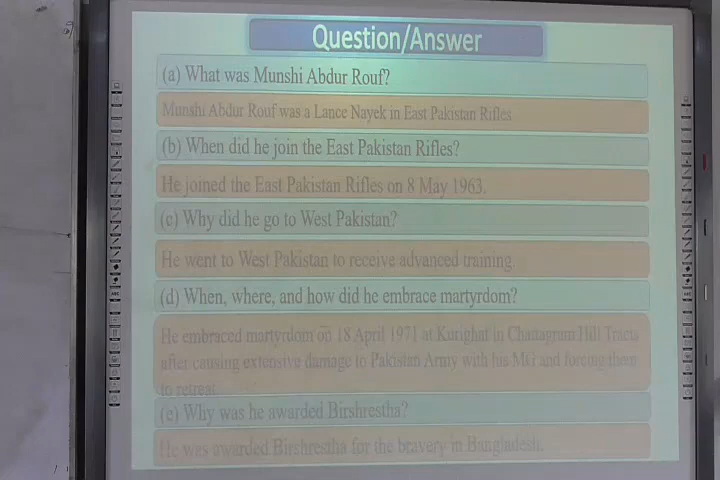 Question/Answer
(a) What was Munshi Abdur Rouf?
Munshi Abdur Rouf was a Lance Nayek in East Pakistan Rifles
(b) When did he join the East Pakistan Rifles?
He joined the East Pakistan Rifles on 8 May 1963.
(c) Why did he go to West Pakistan?
He went to West Pakistan to receive advanced training.
(d) When, where, and how did he embrace martyrdom?
He embraced martyrdom on 18 April 1971 at Kurighat in Chattagram Hill Tracts
after causing extensive damage to Pakistan Army with his MG and forcing them
to retreat.
(e) Why was he awarded Birshrestha?
He was awarded Birshrestha for the bravery in Bangladesh.